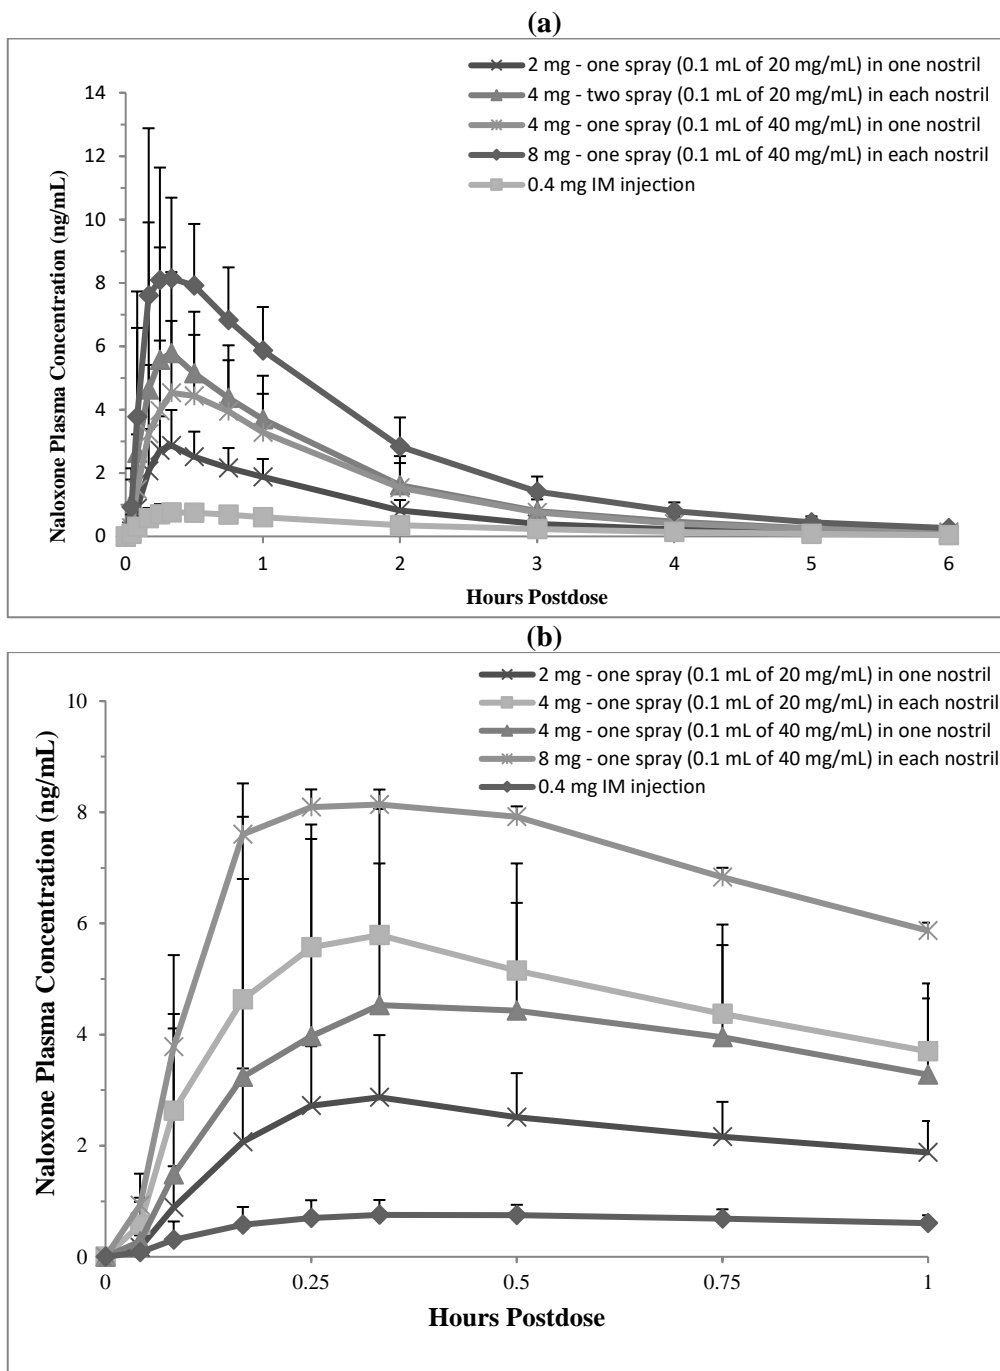 (a)
2 mg - one spray (0.1 mL of 20 mg/mL) in one nostril
4 mg - two spray (0.1 mL of 20 mg/mL) in each nostril
4 mg - one spray (0.1 mL of 40 mg/mL) in one nostril
8 mg - one spray (0.1 mL of 40 mg/mL) in each nostril
0.4 mg IM injection
Naloxone Plasma Concentration (ng/mL)
14
12
10
8
6
4
2
0
0 1 2 3 4 5 6
Hours Postdose
(b)
2 mg - one spray (0.1 mL of 20 mg/mL) in one nostril
4 mg - one spray (0.1 mL of 20 mg/mL) in each nostril
4 mg - one spray (0.1 mL of 40 mg/mL) in one nostril
8 mg - one spray (0.1 mL of 40 mg/mL) in each nostril
0.4 mg IM injection
Naloxone Plasma Concentration (ng/mL)
10
8
6
4
2
0
0 0.25 0.5 0.75 1
Hours Postdose